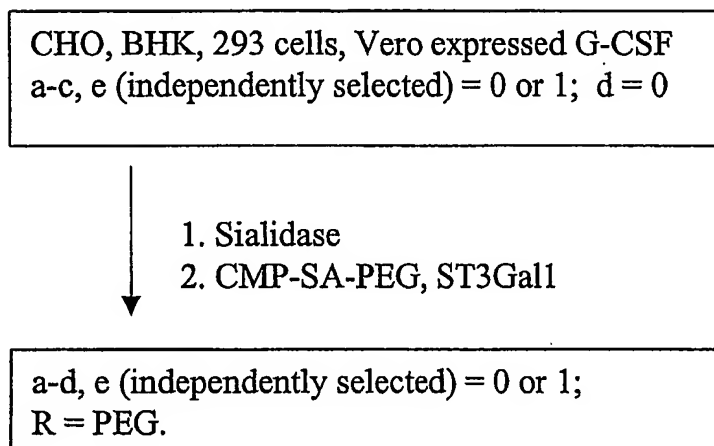 CHO, BHK, 293 cells, Vero expressed G-CSF
a-c, e (independently selected) = 0 or 1; d = 0
1. Sialidase
2. CMP-SA-PEG, ST3Gal1
a-d, e (independently selected) = 0 or 1;
R = PEG.